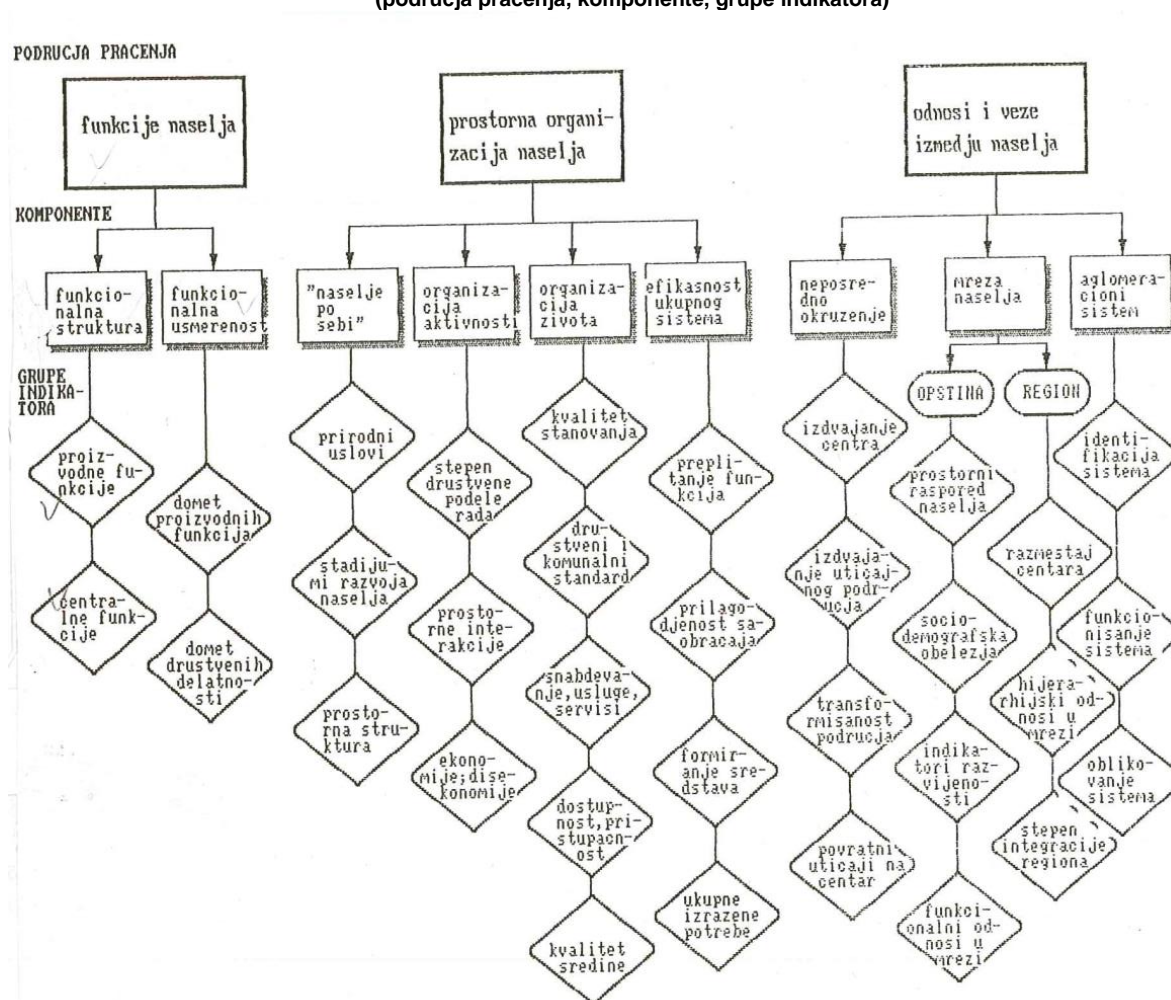 (područja praćenja, komponente, grupe indikatora)
PODRUCJA PRACENJA
funkcije naselja
prostorna organi-
zacija naselja
odnosi i veze
izmedju naselja
KOMPONENTE
funkcio-
nalna
struktura
funkcio-
nalna
usmerenost
"naselje
po
sebi"
organiza-
cija
aktivnosti
organiza-
cija
zivota
efikasnost
ukupnog
sistema
neposre-
dno
okruzenje
mreza
naselja
aglomera-
cioni
sistem
GRUPE
INDIKA-
TORA
OPSTINA
REGION
proiz-
vodne fu-
nkcije
centra-
lne funk-
cije
domet
proizvodnih
funkcija
domet
drustvenih
delatno-
sti
prirodni
uslovi
stadiju-
mi razvoja
naselja
prosto-
rna stru-
ktura
stepen
drustvene
podele
rada
prosto-
rne inte-
rakcije
ekono-
mije;dise-
konomije
kvalitet
stanovanja
dru-
stveni i
komunalni
standard
snabdeva-
nje,usluge,
servisi
dostup-
nost,pri-
stupacn-
ost
kvalitet
sredine
prepli-
tanje fun-
kcija
prilago-
djenost sa-
obracaja
formir-
anje sre-
dstava
ukupne
izrazene
potrebe
izdvajanje
centra
izdvaja-
nje uticaj-
nog podr-
ucja
transfo-
rmisanost
podrucja
povratni
uticaji na
centar
prostorni
raspored
naselja
socio-
demografska
obelezja
indika-
tori raz-
vijeno-
sti
funkci-
onalni od-
nosi u
mrezi
razmestaj
centara
hijera-
rhijski od-
nosi u
mrezi
stepen
integracije
regiona
identi-
fikacija
sistema
funkcio-
nisanje
sistema
obliko-
vanje
sistema